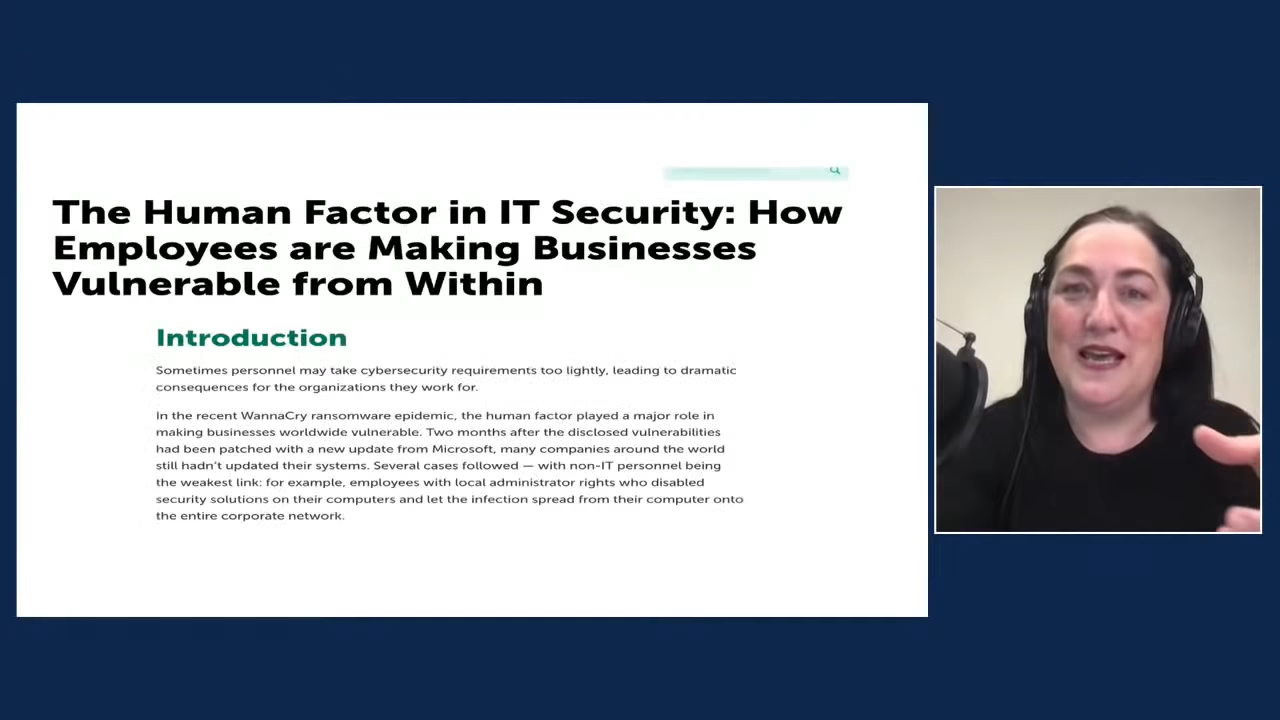 The Human Factor in IT Security: How
Employees are Making Businesses
Vulnerable from Within
Introduction
Sometimes personnel may take cybersecurity requirements too lightly, leading to dramatic
consequences for the organizations they work for.
In the recent WannaCry ransomware epidemic, the human factor played a major role in
making businesses worldwide vulnerable. Two months after the disclosed vulnerabilities
had been patched with a new update from Microsoft, many companies around the world
still hadn't updated their systems. Several cases followed — with non-IT personnel being
the weakest link: for example, employees with local administrator rights who disabled
security solutions on their computers and let the infection spread from their computer onto
the entire corporate network.